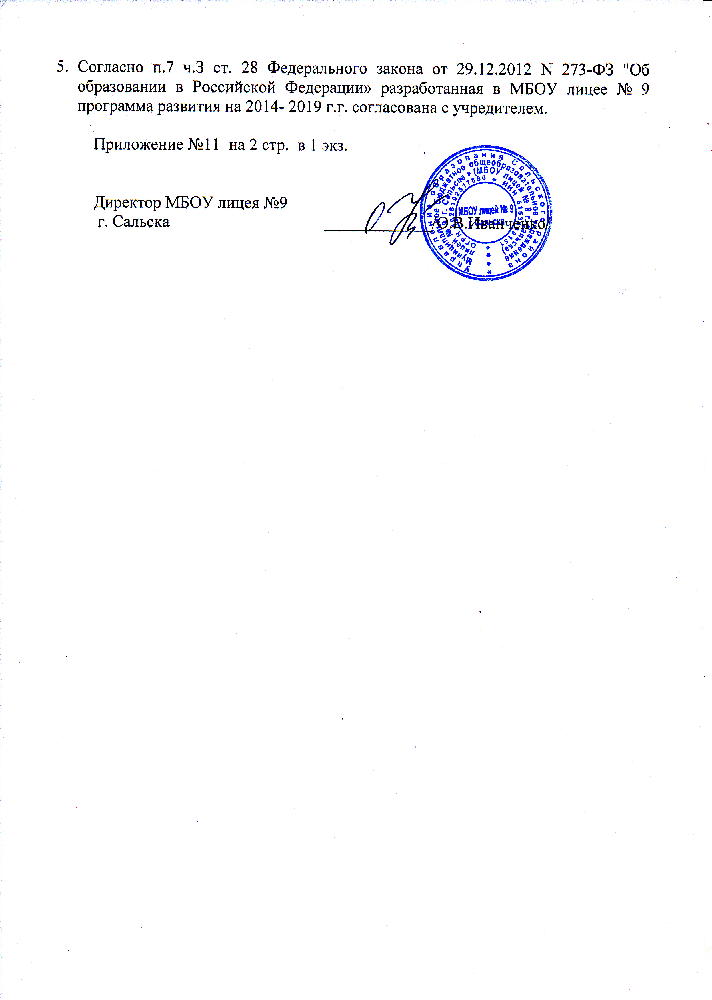 5. Согласно п.7 ч.3 ст. 28 Федерального закона от 29.12.2012 N 273-ФЗ "Об
образовании в Российской Федерации» разработанная в МБОУ лицее № 9
программа развития на 2014- 2019 г.г. согласована с учредителем.
Приложение №11 на 2 стр. в 1 экз.
Директор МБОУ лицея №9
г. Сальска
/О.В.Иванченко/
Управление образования Сальского района
Муниципальное бюджетное общеобразовательное учреждение
лицей № 9 г. Сальска * (МБОУ лицей № 9 г. Сальска)
ОГРН 1026102517880 * ИНН
МБОУ лицей № 9
г. Сальска
* * * *